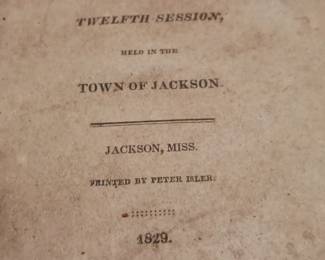 TWELFTH SESSION,
HELD IN THE
TOWN OF JACKSON.
JACKSON, MISS.
PRINTED BY PETER ISLER.
1829.